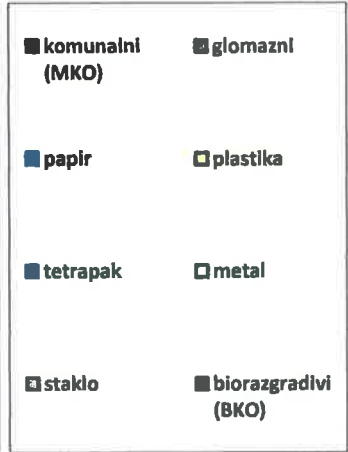 komunalni (MKO)
glomazni
papir
plastika
tetrapak
metal
staklo
biorazgradivi (BKO)